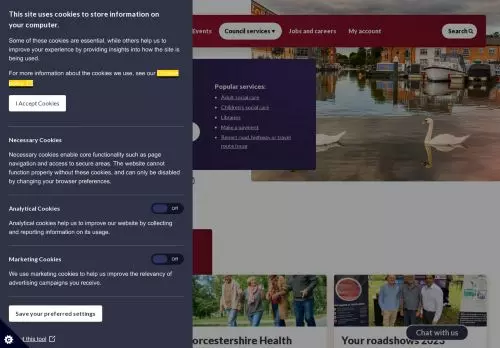 This site uses cookies to store information on
your computer.
Some of these cookies are essential, while others help us to
improve your experience by providing insights into how the site is
being used.
For more information about the cookies we use, see our
I Accept Cookies
Necessary Cookies
Necessary cookies enable core functionality such as page
navigation and access to secure areas. The website cannot
function properly without these cookies, and can only be disabled
by changing your browser preferences.
Analytical Cookies
Off
Analytical cookies help us to improve our website by collecting
and reporting information on its usage.
Marketing Cookies
Off
We use marketing cookies to help us improve the relevancy of
advertising campaigns you receive.
Save your preferred settings
this tool
Events
Council services
Jobs and careers
My account
Search
Popular services:
Adult social care
Children's social care
Libraries
Make a payment
Report road, highway or travel
route issue
orcestershire Health
Your roadshows 2023
Chat with us